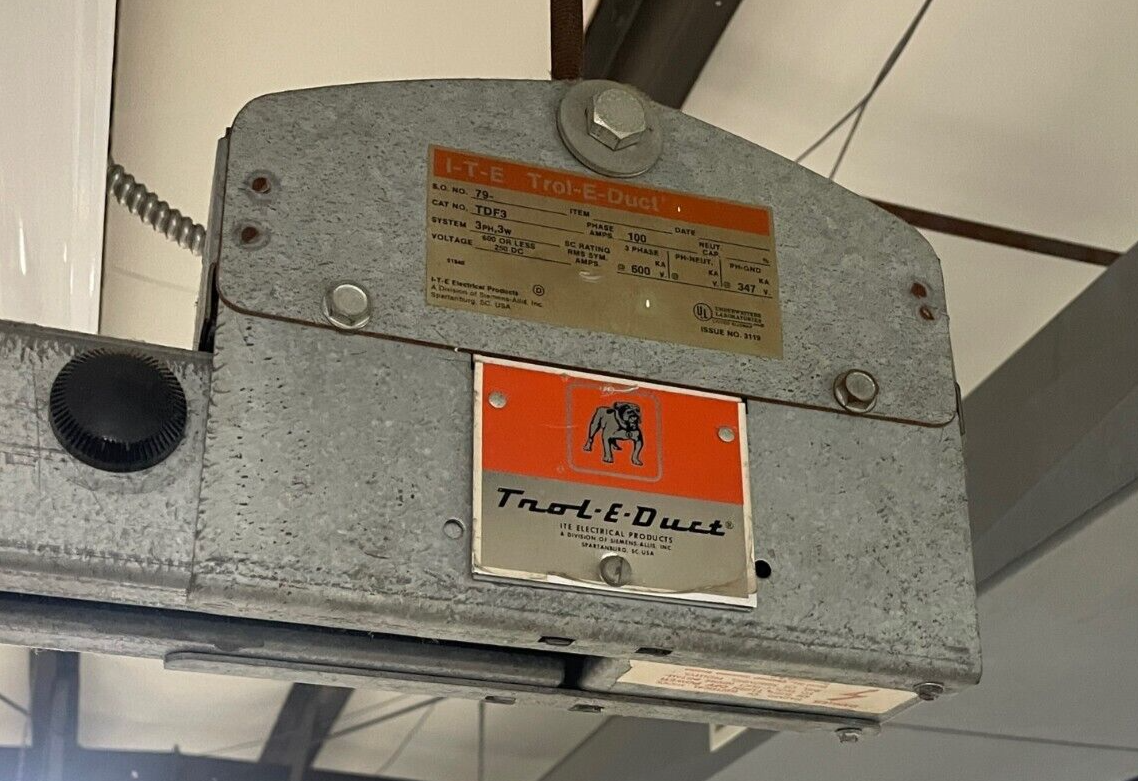 I-T-E Trol-E-Duct
S.O. NO. 79- ITEM DATE
CAT NO. TDF3 PHASE AMPS. 100 NEUT. CAP. %
SYSTEM 3PH,3W SC RATING RMS SYM. AMPS. 3 PHASE PH-NEUT. PH-GND
VOLTAGE 600 OR LESS 250 DC KA @ 600 V. KA @ V. KA @ 347 V.
I-T-E Electrical Products
A Division of Siemens-Allis, Inc.
Spartanburg, SC, USA
D
UL
UNDERWRITERS
LABORATORIES
ISSUE NO. 3119
Trol-E-Duct®
ITE ELECTRICAL PRODUCTS
A DIVISION OF SIEMENS-ALLIS, INC
SPARTANBURG, SC USA